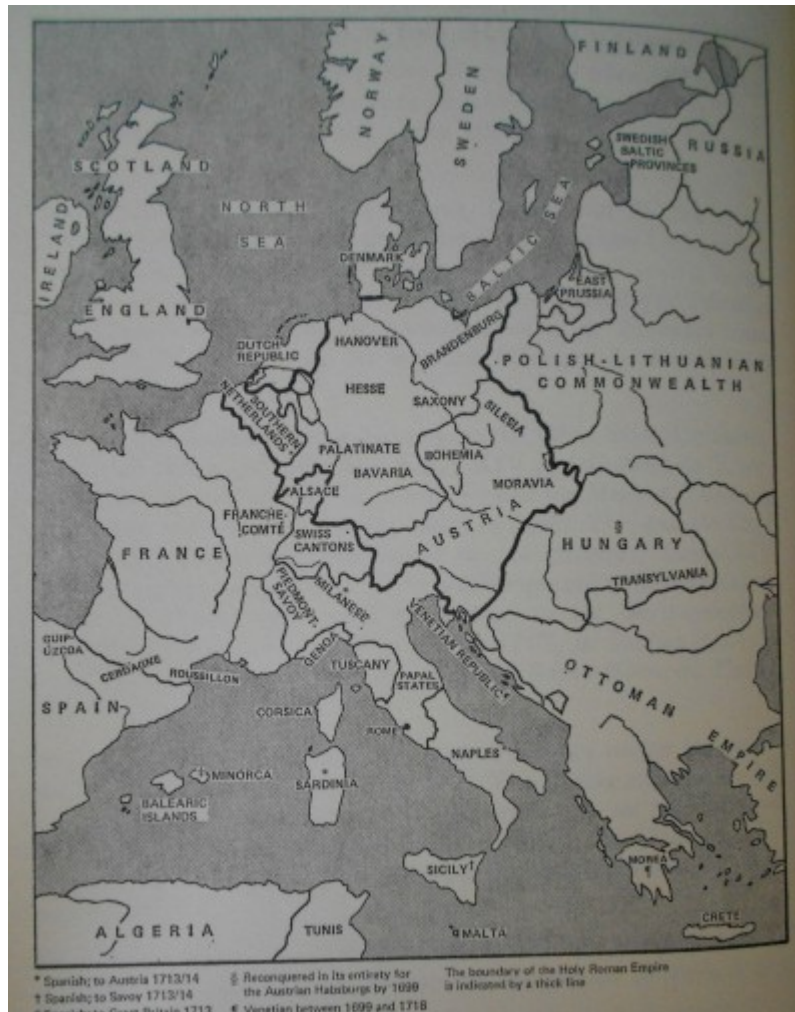 FINLAND
NORWAY
SWEDEN
SWEDISH
BALTIC
PROVINCES
RUSSIA
SCOTLAND
NORTH
SEA
IRELAND
DENMARK
BALTIC SEA
EAST
PRUSSIA
ENGLAND
DUTCH
REPUBLIC
HANOVER
BRANDENBURG
POLISH-LITHUANIAN
COMMONWEALTH
HESSE
SOUTHERN
NETHERLANDS*
SAXONY
SILESIA
PALATINATE
BOHEMIA
BAVARIA
MORAVIA
ALSACE
FRANCHE-
COMTÉ
SWISS
CANTONS
AUSTRIA
§
HUNGARY
FRANCE
TRANSYLVANIA
PIEDMONT-
SAVOY
*
MILANESE
VENETIAN REPUBLIC¶
GUIP-
ÚZCOA
CERDAGNE
ROUSSILLON
GENOA
TUSCANY
PAPAL
STATES
OTTOMAN
EMPIRE
SPAIN
CORSICA
ROME
NAPLES*
MINORCA
*
SARDINIA
BALEARIC
ISLANDS
SICILY†
MOREA
¶
ALGERIA
TUNIS
MALTA
CRETE
* Spanish; to Austria 1713/14
† Spanish; to Savoy 1713/14
to Great Britain 1713
§ Reconquered in its entirety for
the Austrian Habsburgs by 1699
¶ Venetian between 1699 and 1718
The boundary of the Holy Roman Empire
is indicated by a thick line